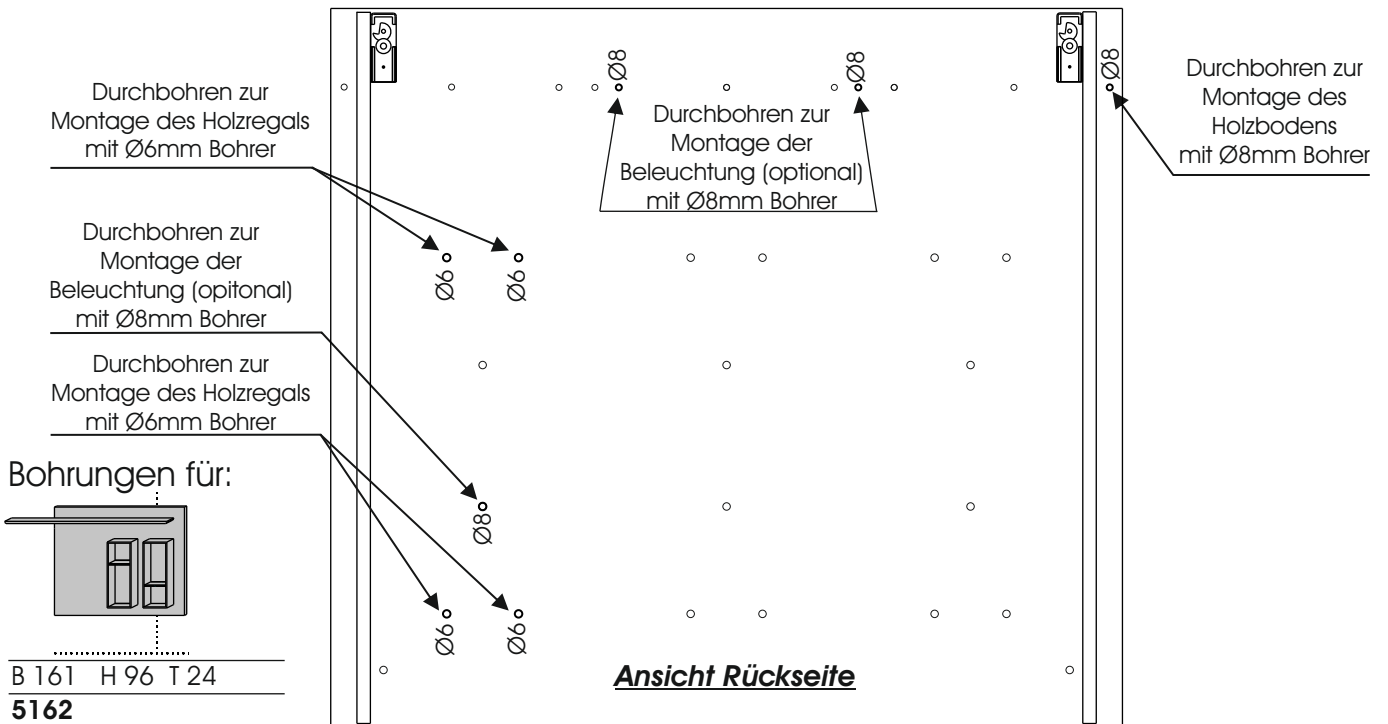 Durchbohren zur
Montage des Holzregals
mit Ø6mm Bohrer
Ø8
Ø8
Durchbohren zur
Montage der
Beleuchtung (optional)
mit Ø8mm Bohrer
Ø8
Durchbohren zur
Montage des
Holzbodens
mit Ø8mm Bohrer
Durchbohren zur
Montage der
Beleuchtung (opitonal)
mit Ø8mm Bohrer
Ø6
Ø6
Durchbohren zur
Montage des Holzregals
mit Ø6mm Bohrer
Ø8
Ø6
Ø6
Bohrungen für:
B 161 H 96 T 24
5162
Ansicht Rückseite